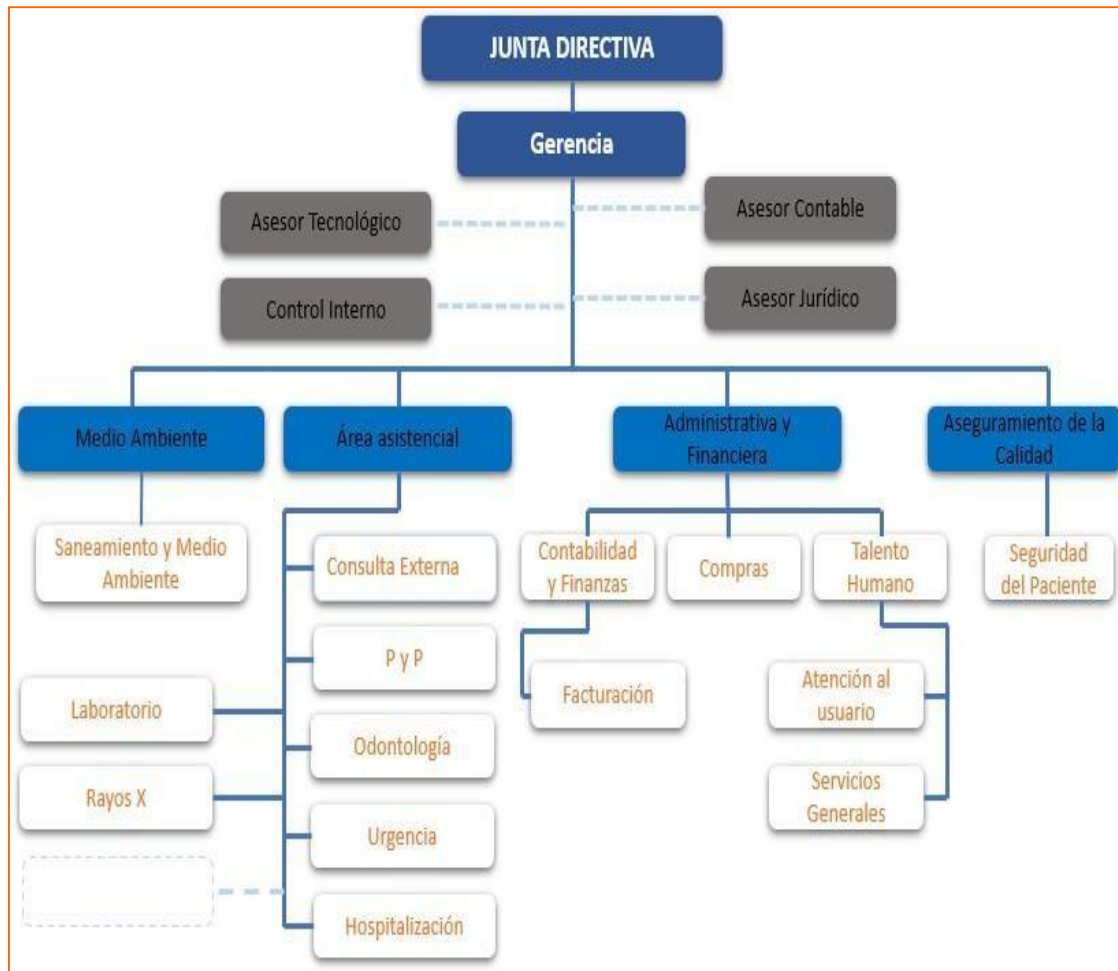 JUNTA DIRECTIVA
Gerencia
Asesor Tecnológico
Asesor Contable
Control Interno
Asesor Jurídico
Medio Ambiente
Área asistencial
Administrativa y
Financiera
Aseguramiento de la
Calidad
Saneamiento y Medio
Ambiente
Consulta Externa
Contabilidad
y Finanzas
Compras
Talento
Humano
Seguridad
del Paciente
P y P
Laboratorio
Facturación
Atención al
usuario
Odontología
Rayos X
Servicios
Generales
Urgencia
Hospitalización